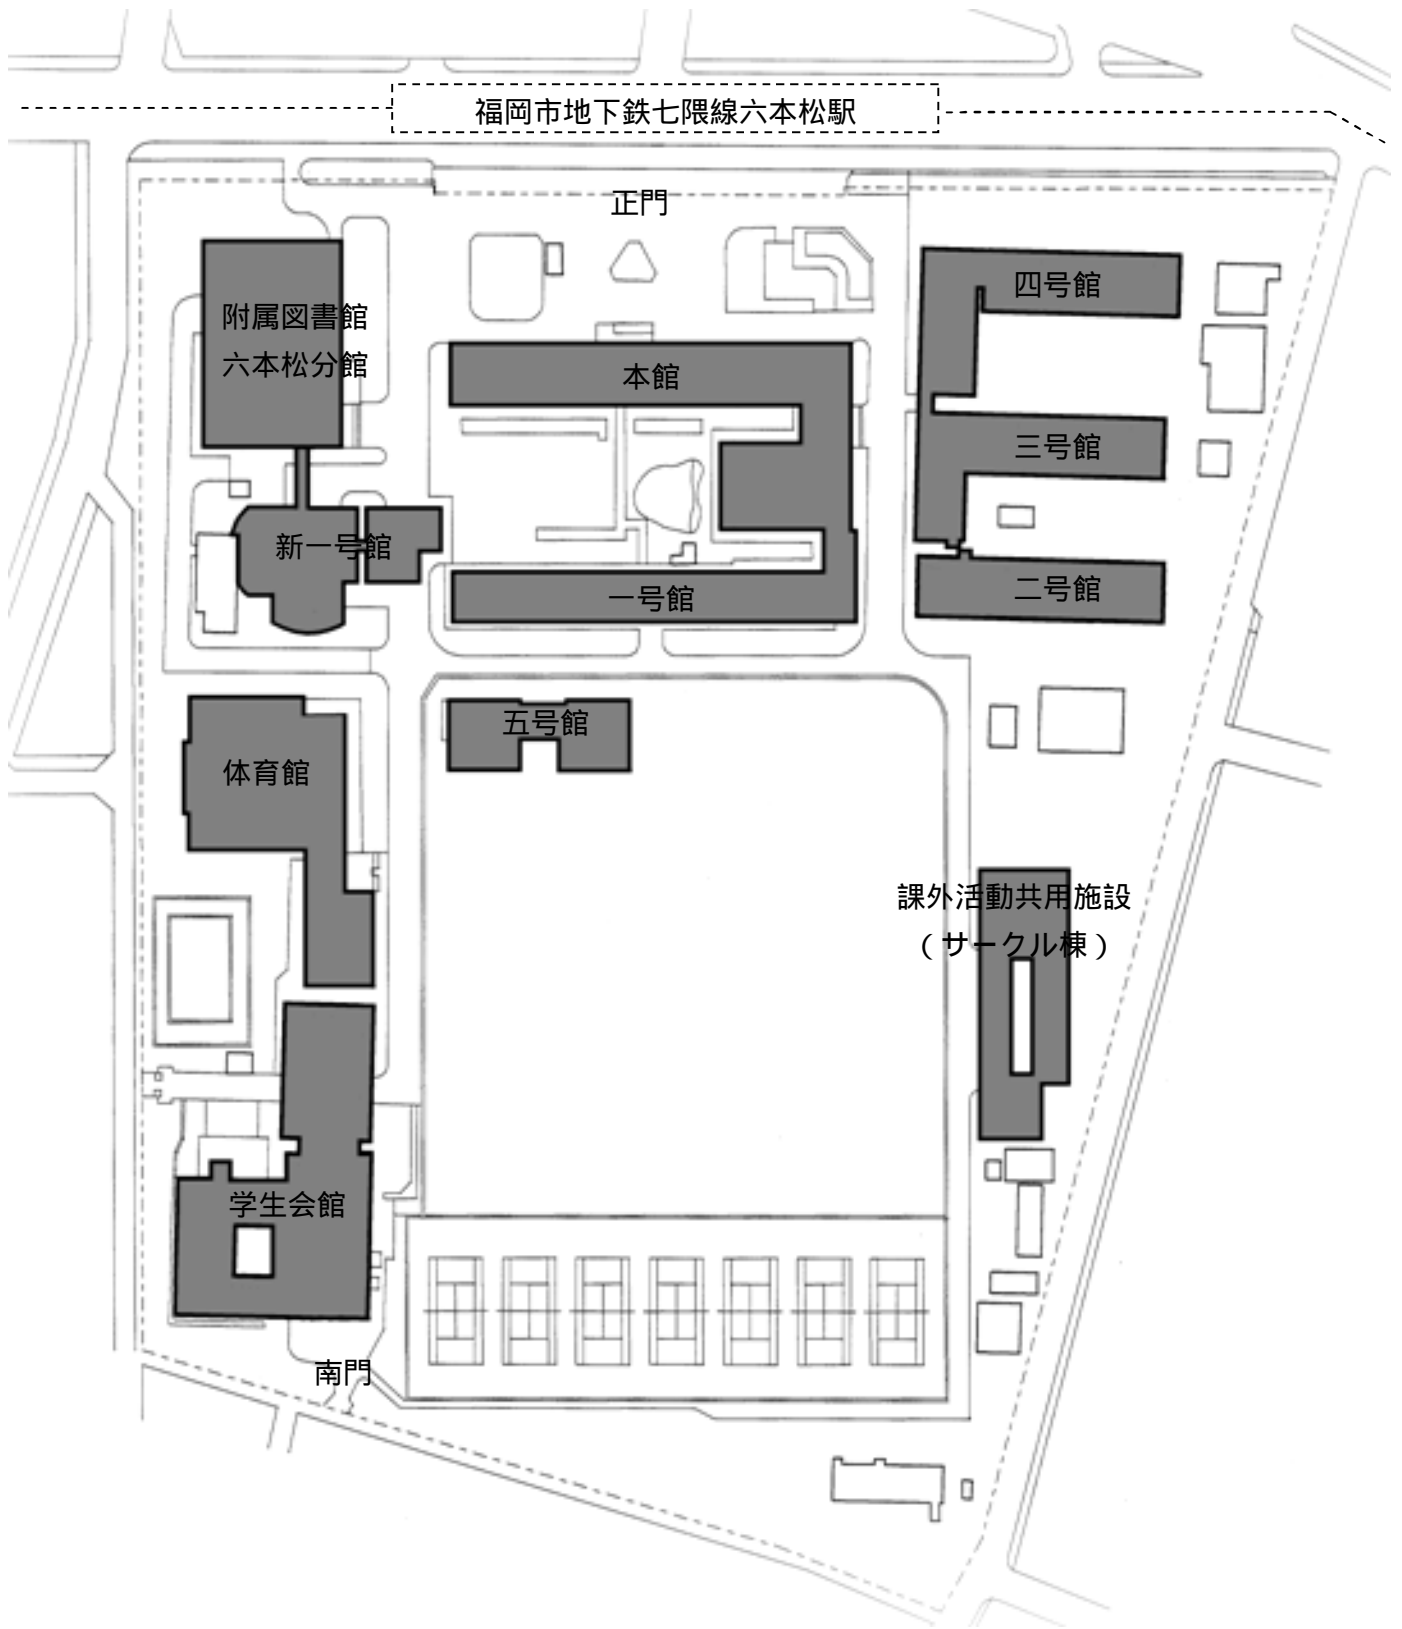 福岡市地下鉄七隈線六本松駅
正門
附属図書館
六本松分館
本館
四号館
三号館
新一号館
一号館
二号館
五号館
体育館
課外活動共用施設
(サークル棟)
学生会館
南門